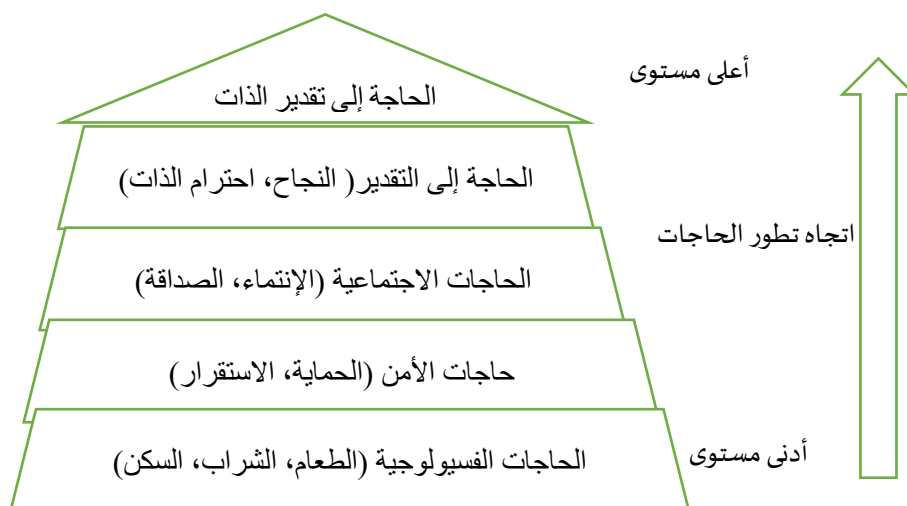 أعلى مستوى
الحاجة إلى تقدير الذات
الحاجة إلى التقدير( النجاح، احترام الذات)
اتجاه تطور الحاجات
الحاجات الاجتماعية (الإنتماء، الصداقة)
حاجات الأمن (الحماية، الاستقرار)
أدنى مستوى
الحاجات الفسيولوجية (الطعام، الشراب، السكن)